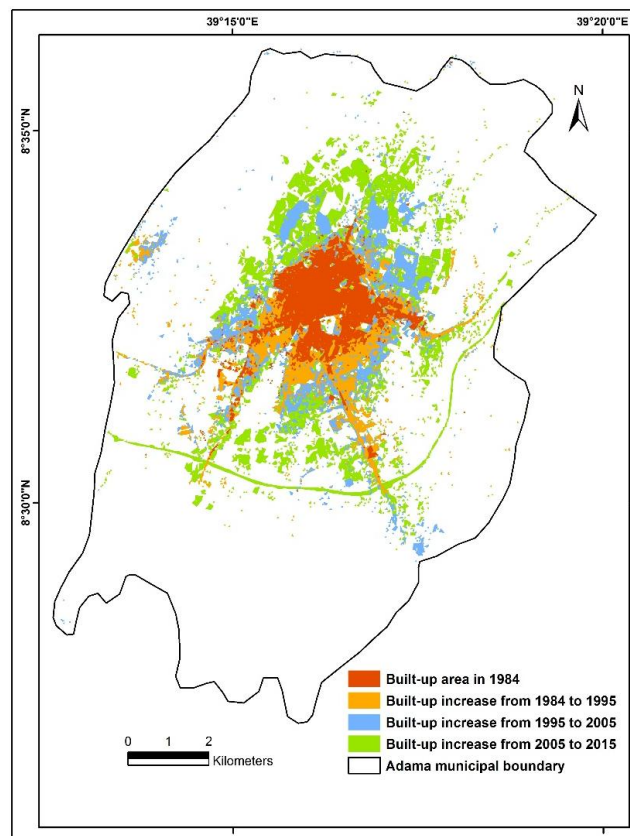 39°15'0"E
39°20'0"E
N
8°35'0"N
8°30'0"N
Built-up area in 1984
Built-up increase from 1984 to 1995
Built-up increase from 1995 to 2005
Built-up increase from 2005 to 2015
Adama municipal boundary
0 1 2
Kilometers